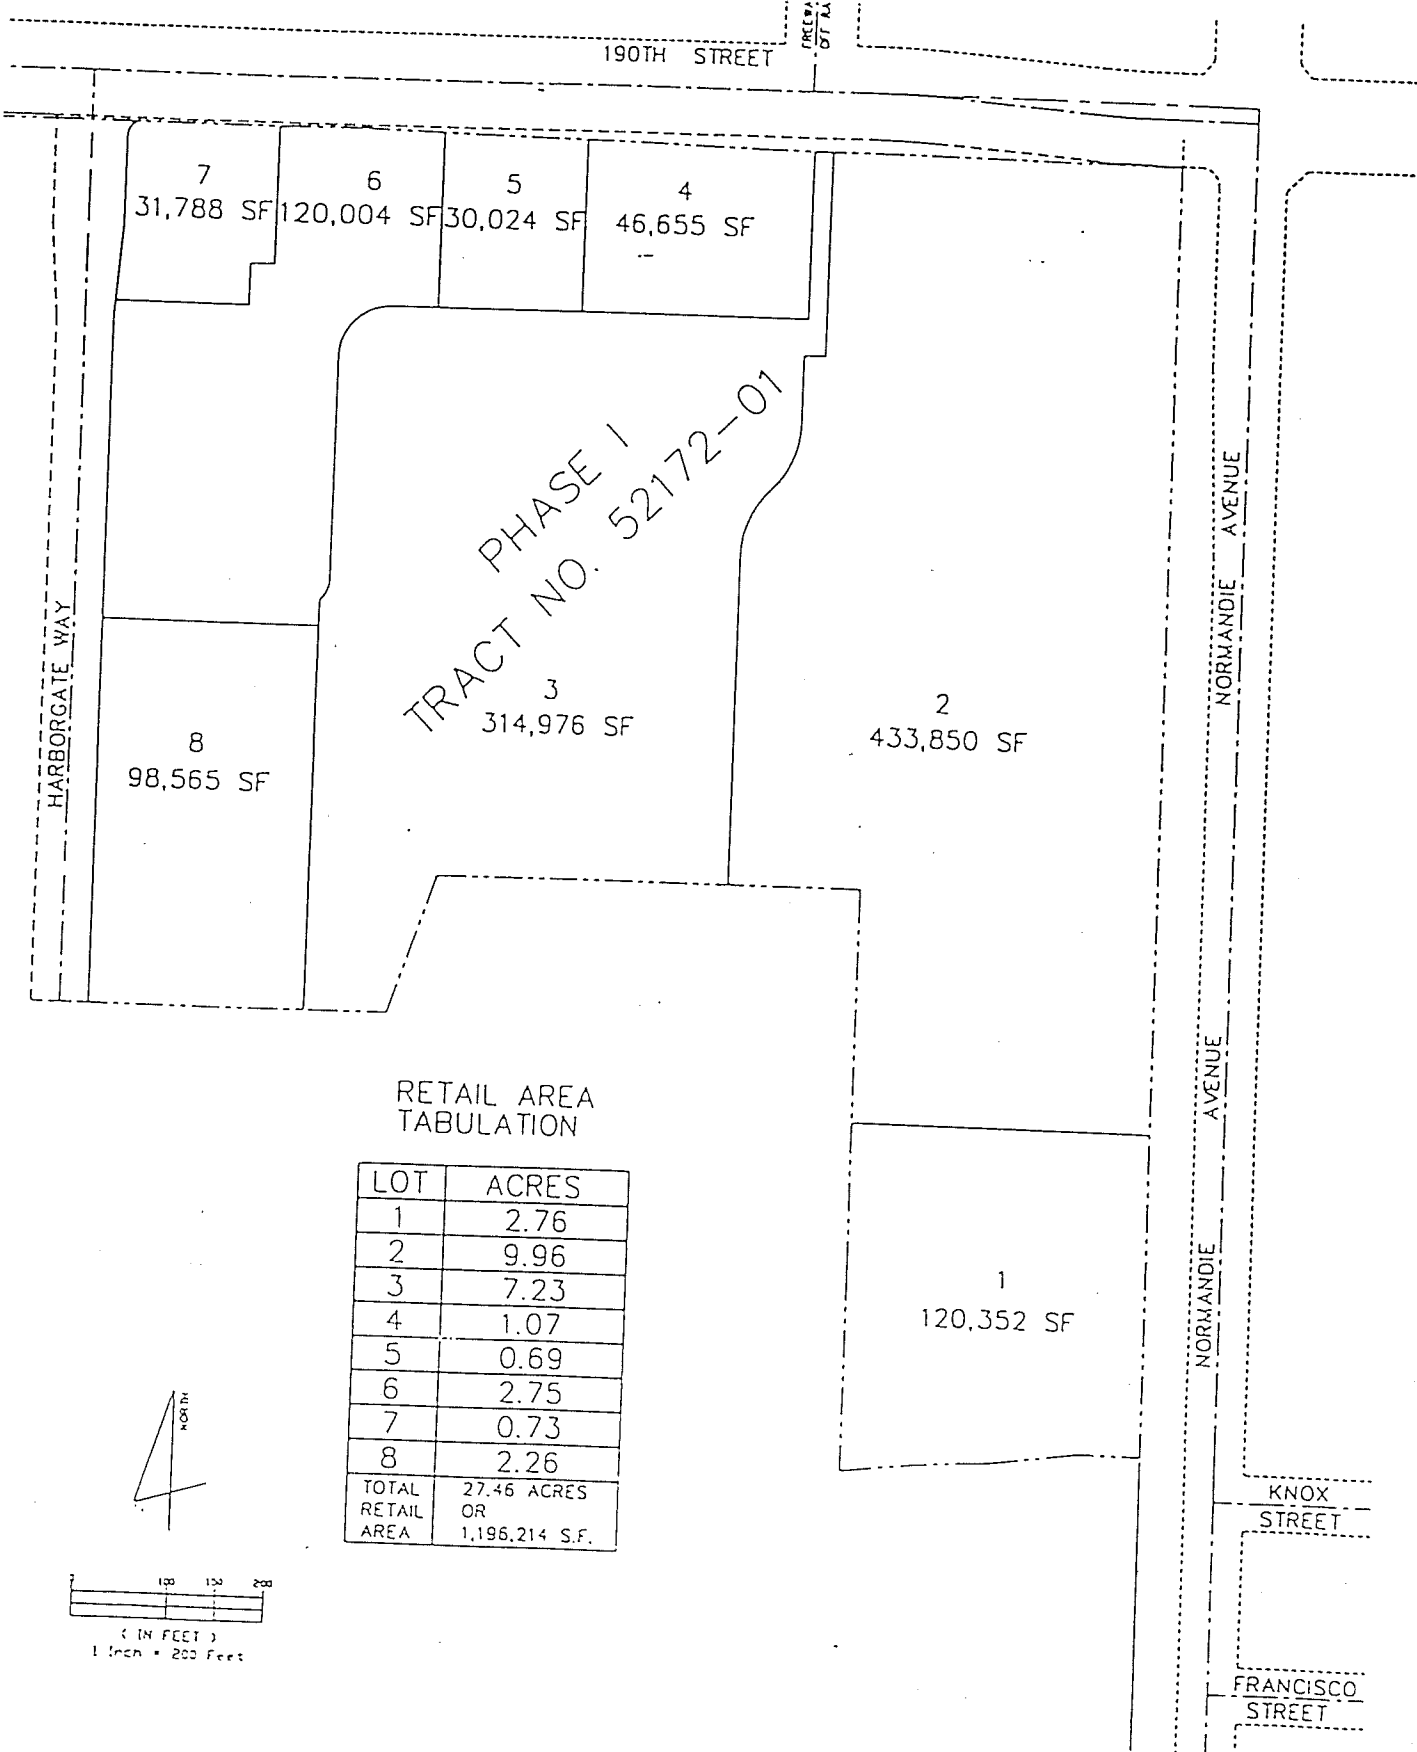 190TH STREET
7
31,788 SF
6
120,004 SF
5
30,024 SF
4
46,655 SF
PHASE I
TRACT NO. 52172-01
3
314,976 SF
2
433,850 SF
8
98,565 SF
HARBORGATE WAY
NORMANDIE AVENUE
NORMANDIE AVENUE
1
120,352 SF
RETAIL AREA
TABULATION
LOT ACRES
1 2.76
2 9.96
3 7.23
4 1.07
5 0.69
6 2.75
7 0.73
8 2.26
TOTAL 27.46 ACRES
RETAIL OR
AREA 1,196,214 S.F.
NORTH
100 150 200
( IN FEET )
1 inch = 200 Feet
KNOX
STREET
FRANCISCO
STREET